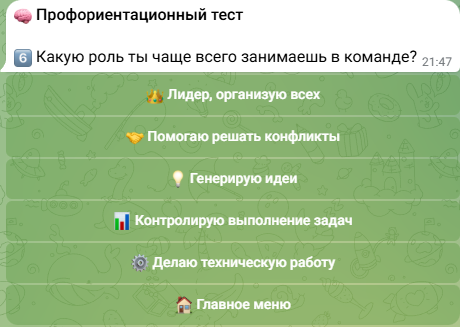 🧠 Профориентационный тест
6️⃣ Какую роль ты чаще всего занимаешь в команде?
21:47
Лидер, организую всех
🤝 Помогаю решать конфликты
💡 Генерирую идеи
📊 Контролирую выполнение задач
⚙️ Делаю техническую работу
🏠 Главное меню